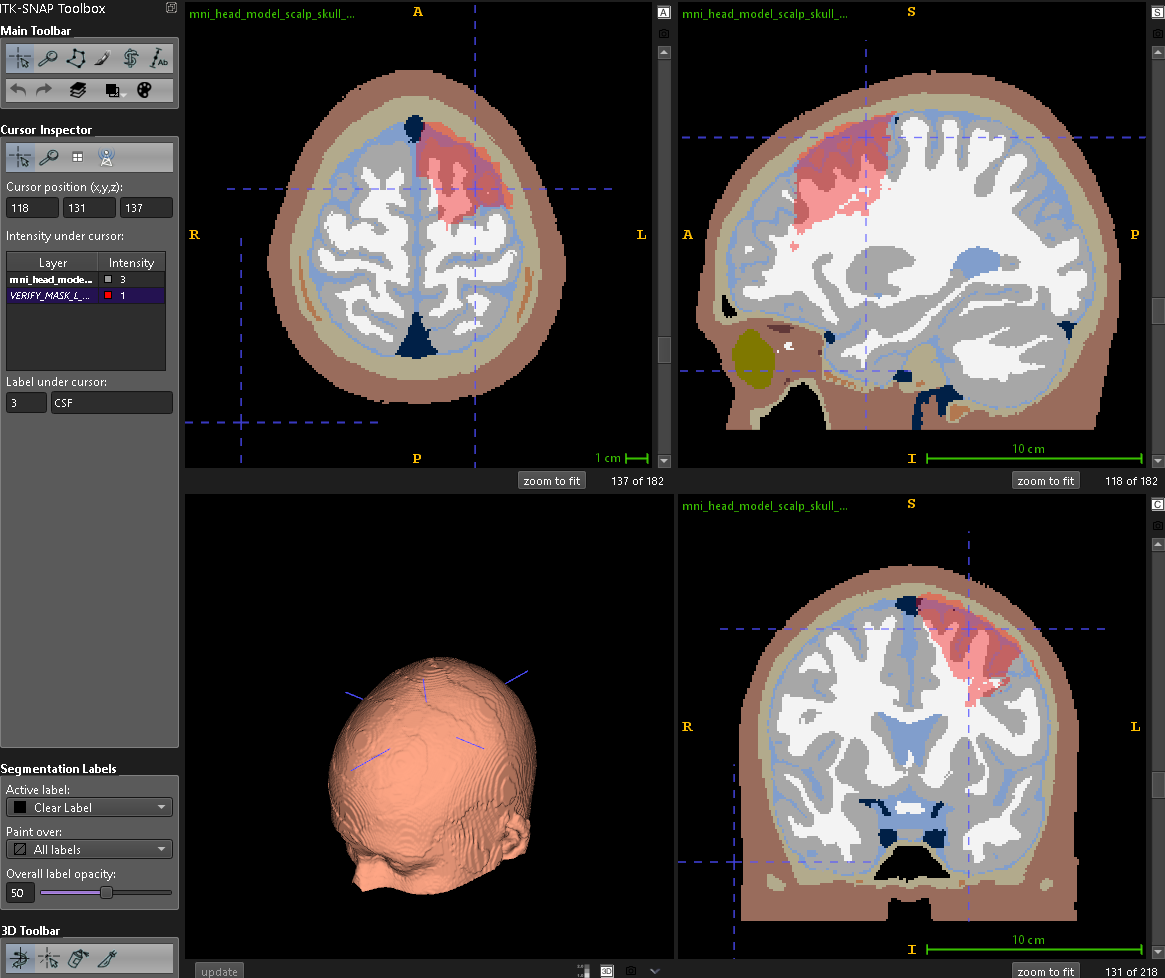 ITK-SNAP Toolbox
Main Toolbar
Ab
Cursor Inspector
Cursor position (x,y,z):
118 131 137
Intensity under cursor:
Layer Intensity
mni_head_mode... 3
VERIFY_MASK_L_... 1
Label under cursor:
3 CSF
Segmentation Labels
Active label:
Clear Label
Paint over:
All labels
Overall label opacity:
50
3D Toolbar
mni_head_model_scalp_skull_...
A
A
R
L
P
1 cm
zoom to fit 137 of 182
mni_head_model_scalp_skull_...
S
S
A
P
I
10 cm
zoom to fit 118 of 182
update
3D
mni_head_model_scalp_skull_...
S
C
R
L
I
10 cm
zoom to fit 131 of 218